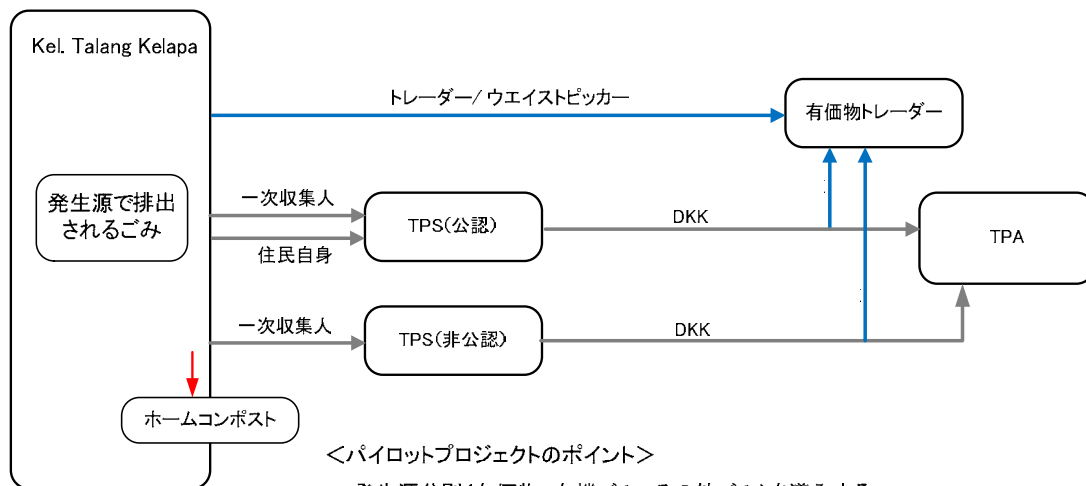 Kel. Talang Kelapa
トレーダー/ ウエイストピッカー
有価物トレーダー
発生源で排出
されるごみ
一次収集人
TPS(公認)
DKK
TPA
住民自身
一次収集人
TPS(非公認)
DKK
ホームコンポスト
＜パイロットプロジェクトのポイント＞